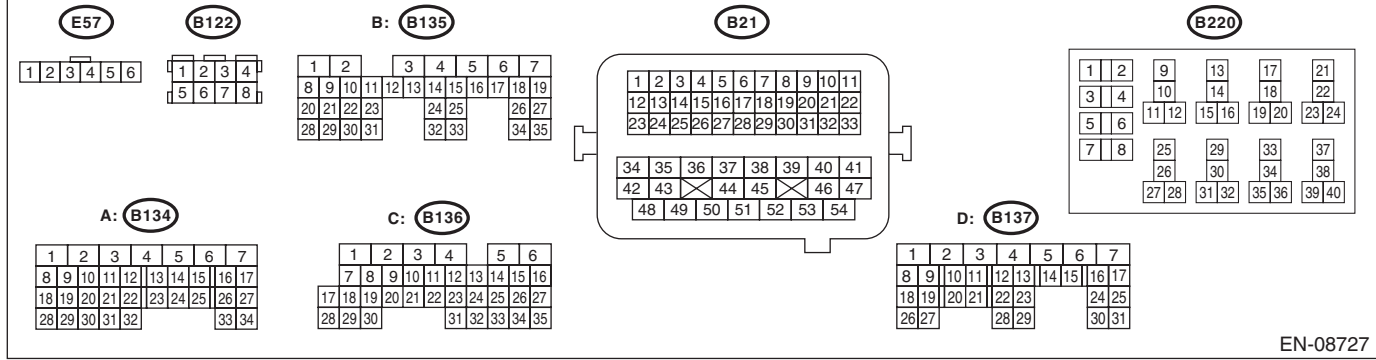 E57
1 2 3 4 5 6
B122
1 2 3 4
5 6 7 8
B: B135
1 2 3 4 5 6 7
8 9 10 11 12 13 14 15 16 17 18 19
20 21 22 23 24 25 26 27
28 29 30 31 32 33 34 35
B21
1 2 3 4 5 6 7 8 9 10 11
12 13 14 15 16 17 18 19 20 21 22
23 24 25 26 27 28 29 30 31 32 33
34 35 36 37 38 39 40 41
42 43 44 45 46 47
48 49 50 51 52 53 54
B220
1 2 9 13 17 21
3 4 10 14 18 22
11 12 15 16 19 20 23 24
5 6
7 8 25 29 33 37
26 30 34 38
27 28 31 32 35 36 39 40
A: B134
1 2 3 4 5 6 7
8 9 10 11 12 13 14 15 16 17
18 19 20 21 22 23 24 25 26 27
28 29 30 31 32 33 34
C: B136
1 2 3 4 5 6
7 8 9 10 11 12 13 14 15 16
17 18 19 20 21 22 23 24 25 26 27
28 29 30 31 32 33 34 35
D: B137
1 2 3 4 5 6 7
8 9 10 11 12 13 14 15 16 17
18 19 20 21 22 23 24 25
26 27 28 29 30 31
EN-08727